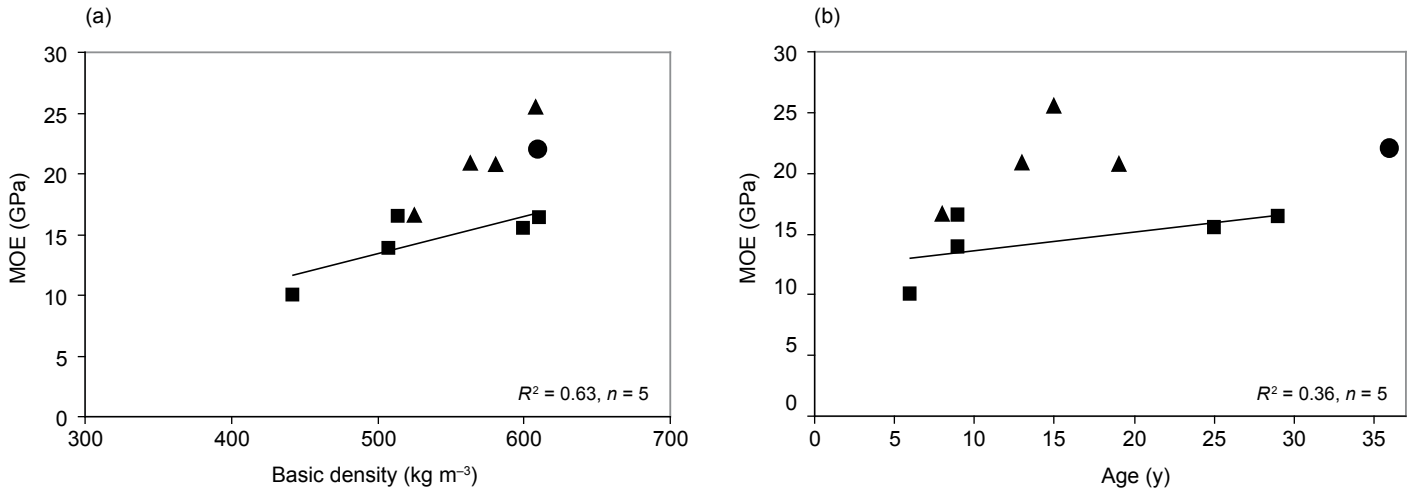 (a)
30
25
20
15
10
5
0
MOE (GPa)
R² = 0.63, n = 5
300 400 500 600 700
Basic density (kg m⁻³)
(b)
30
25
20
15
10
5
0
MOE (GPa)
R² = 0.36, n = 5
0 5 10 15 20 25 30 35
Age (y)